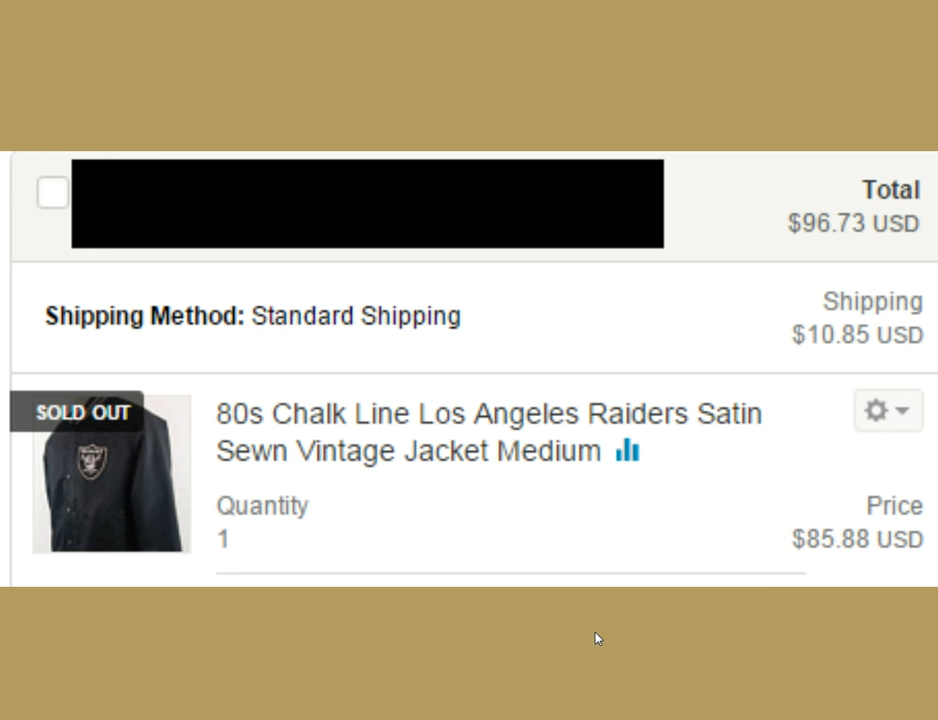 Total
$96.73 USD
Shipping Method: Standard Shipping
Shipping
$10.85 USD
SOLD OUT
80s Chalk Line Los Angeles Raiders Satin
Sewn Vintage Jacket Medium
Quantity
1
Price
$85.88 USD